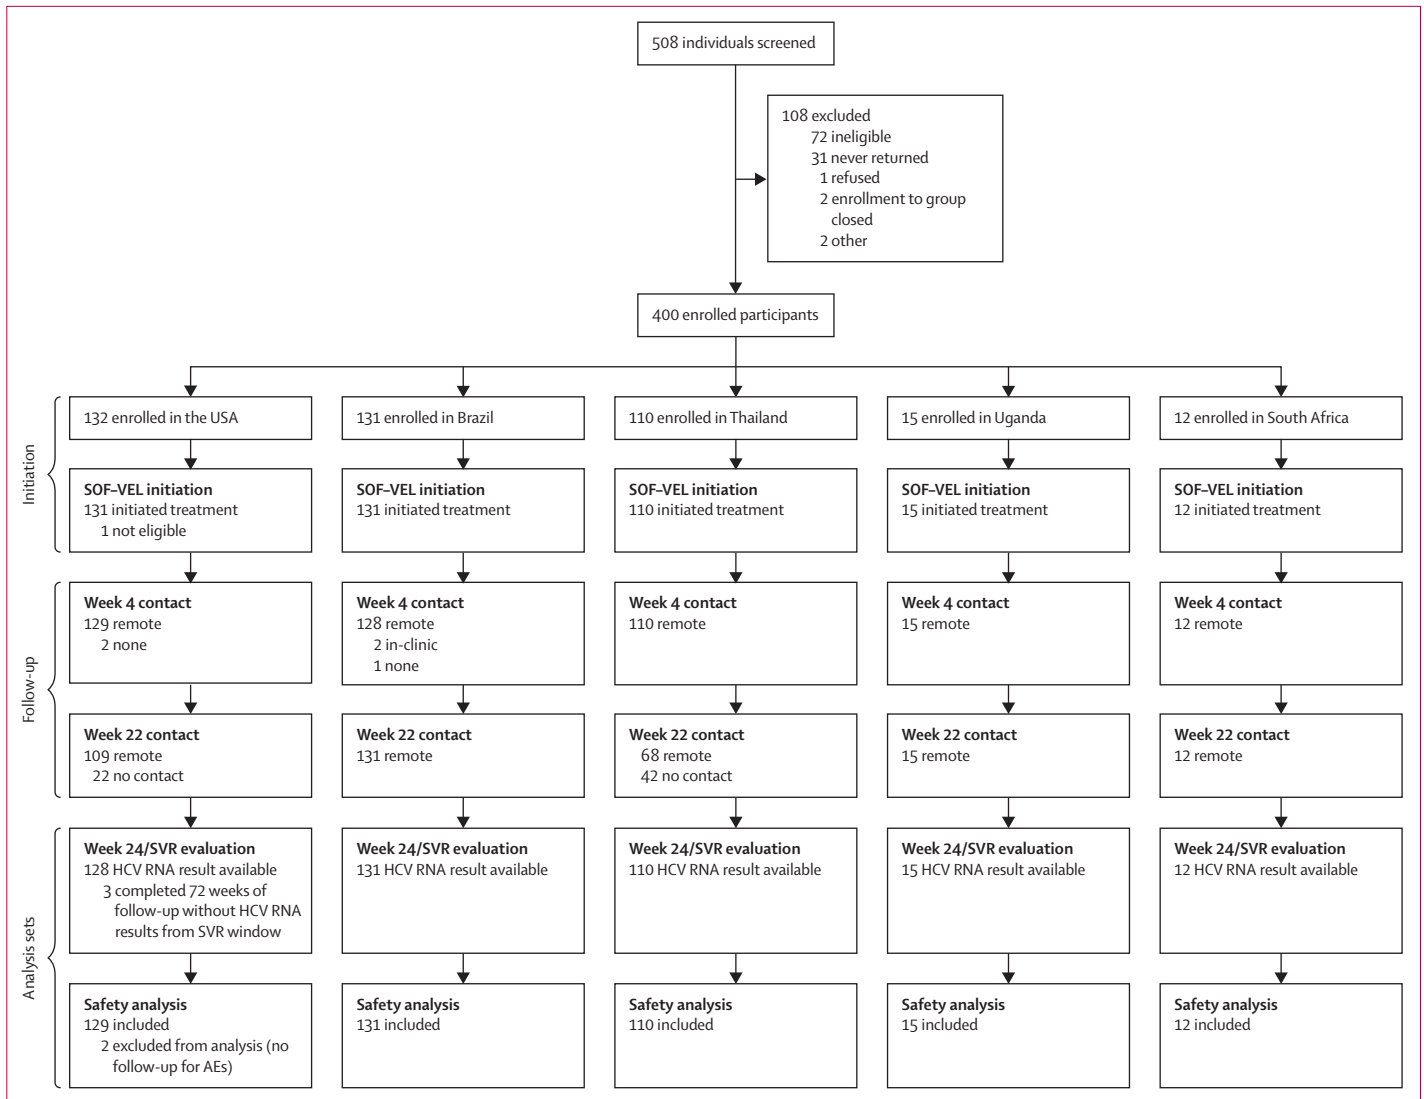 508 individuals screened
108 excluded
72 ineligible
31 never returned
1 refused
2 enrollment to group
closed
2 other
400 enrolled participants
Initiation
132 enrolled in the USA
131 enrolled in Brazil
110 enrolled in Thailand
15 enrolled in Uganda
12 enrolled in South Africa
SOF–VEL initiation
131 initiated treatment
1 not eligible
SOF–VEL initiation
131 initiated treatment
SOF–VEL initiation
110 initiated treatment
SOF–VEL initiation
15 initiated treatment
SOF–VEL initiation
12 initiated treatment
Follow-up
Week 4 contact
129 remote
2 none
Week 4 contact
128 remote
2 in-clinic
1 none
Week 4 contact
110 remote
Week 4 contact
15 remote
Week 4 contact
12 remote
Week 22 contact
109 remote
22 no contact
Week 22 contact
131 remote
Week 22 contact
68 remote
42 no contact
Week 22 contact
15 remote
Week 22 contact
12 remote
Analysis sets
Week 24/SVR evaluation
128 HCV RNA result available
3 completed 72 weeks of
follow-up without HCV RNA
results from SVR window
Week 24/SVR evaluation
131 HCV RNA result available
Week 24/SVR evaluation
110 HCV RNA result available
Week 24/SVR evaluation
15 HCV RNA result available
Week 24/SVR evaluation
12 HCV RNA result available
Safety analysis
129 included
2 excluded from analysis (no
follow-up for AEs)
Safety analysis
131 included
Safety analysis
110 included
Safety analysis
15 included
Safety analysis
12 included